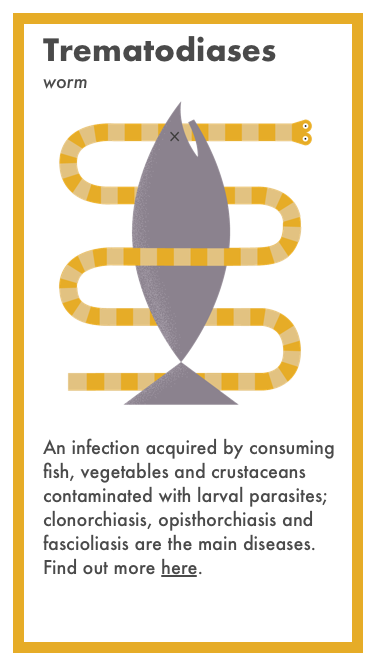 Trematodiases
worm
An infection acquired by consuming
fish, vegetables and crustaceans
contaminated with larval parasites;
clonorchiasis, opisthorchiasis and
fascioliasis are the main diseases.
Find out more here.